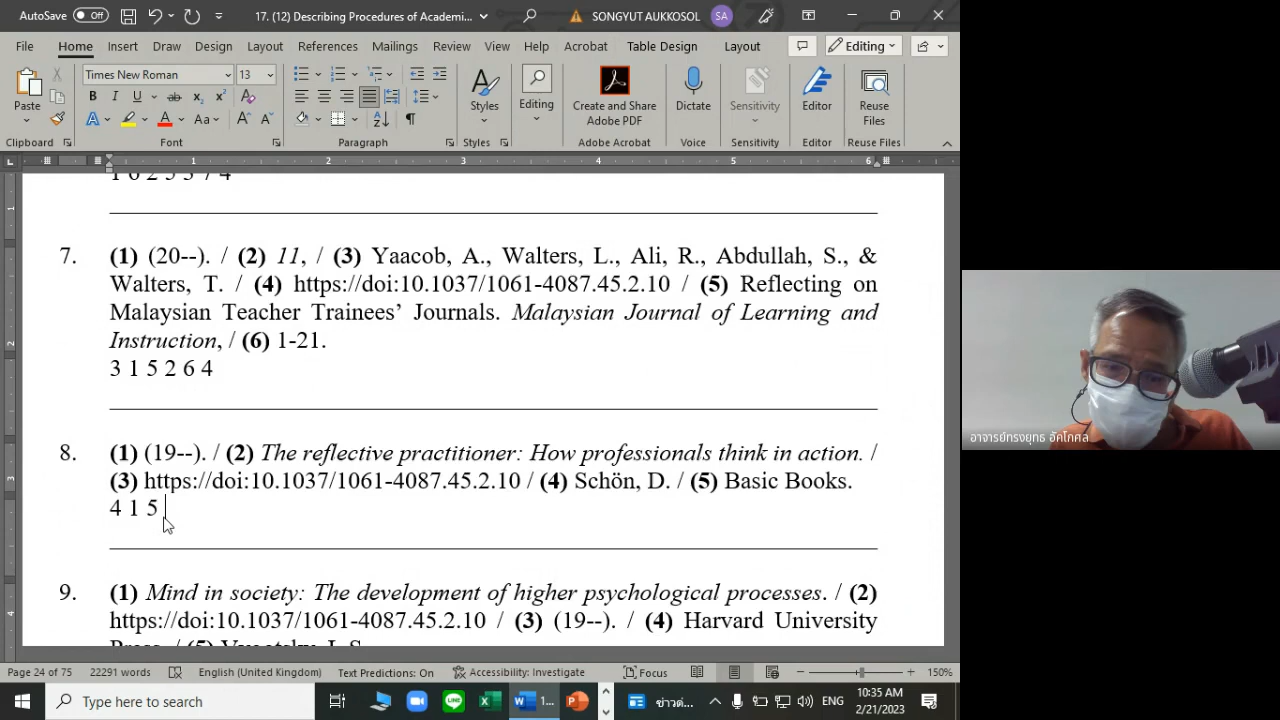 AutoSave Off 17. (12) Describing Procedures of Academi... SONGYUT AUKKOSOL SA
File Home Insert Draw Design Layout References Mailings Review View Help Acrobat Table Design Layout Editing
Times New Roman 13
Paste Styles Editing Create and Share Adobe PDF Dictate Sensitivity Editor Reuse Files
Clipboard Font Paragraph Styles Adobe Acrobat Voice Sensitivity Editor Reuse Files
7. (1) (20--). / (2) 11, / (3) Yaacob, A., Walters, L., Ali, R., Abdullah, S., &
Walters, T. / (4) https://doi:10.1037/1061-4087.45.2.10 / (5) Reflecting on
Malaysian Teacher Trainees’ Journals. Malaysian Journal of Learning and
Instruction, / (6) 1-21.
3 1 5 2 6 4
8. (1) (19--). / (2) The reflective practitioner: How professionals think in action. /
(3) https://doi:10.1037/1061-4087.45.2.10 / (4) Schön, D. / (5) Basic Books.
4 1 5
9. (1) Mind in society: The development of higher psychological processes. / (2)
https://doi:10.1037/1061-4087.45.2.10 / (3) (19--). / (4) Harvard University
Press. / (5) Vygotsky, L.S.
อาจารย์ทรงยุทธ อัคโกศล
Page 24 of 75 22291 words English (United Kingdom) Text Predictions: On Accessibility: Investigate Focus 150%
Type here to search 1... ข่าวต่... ENG 10:35 AM
2/21/2023